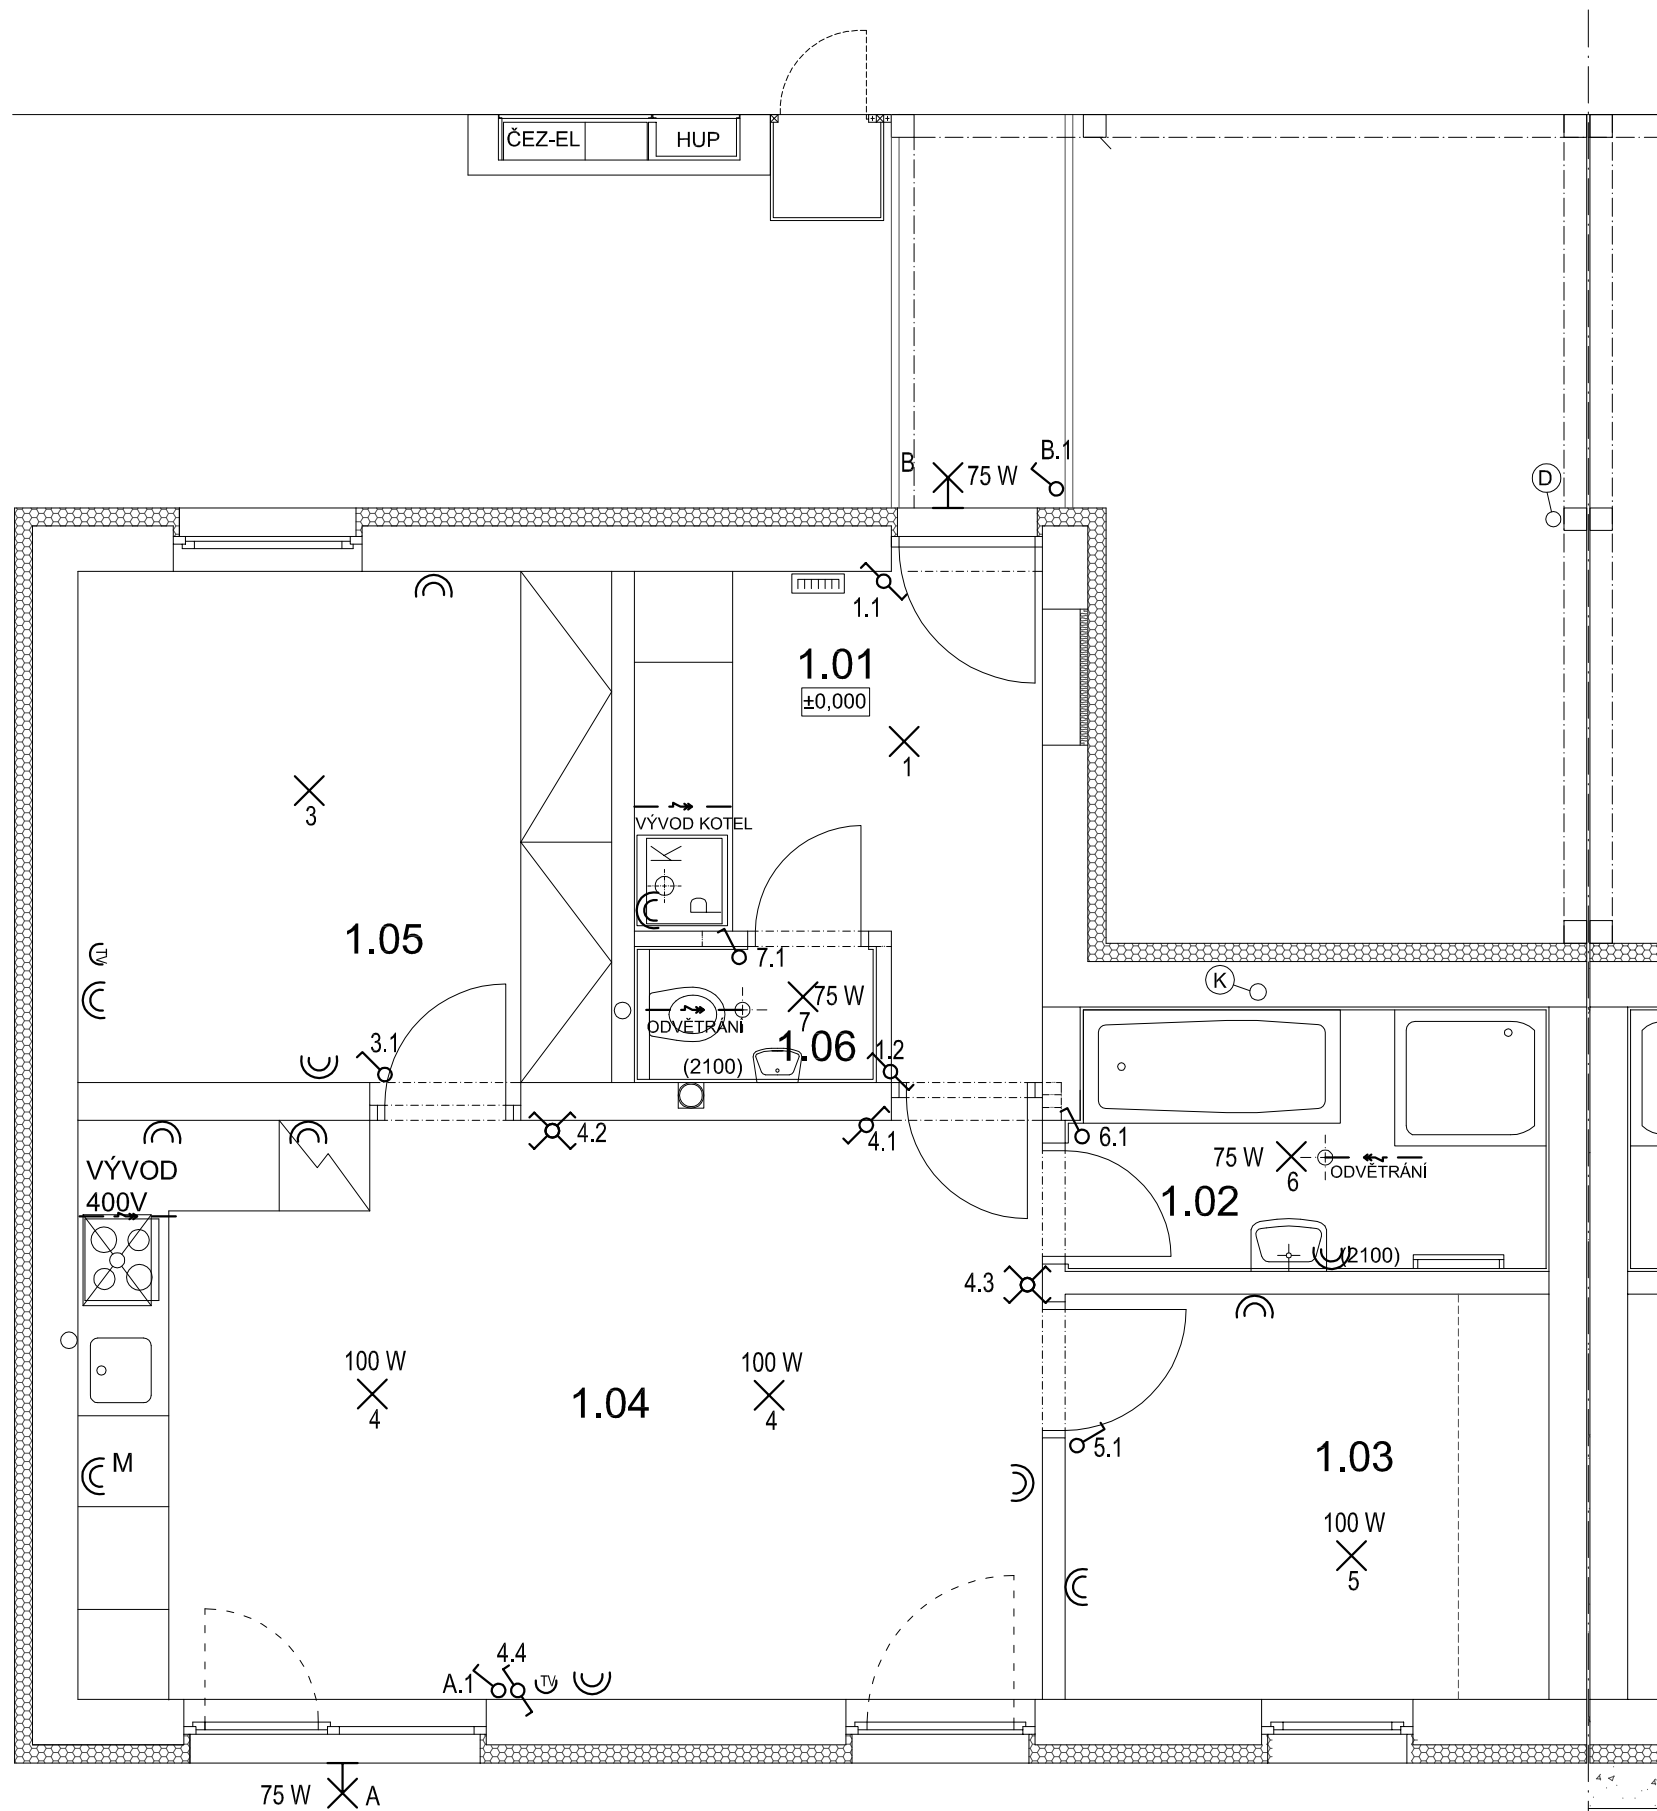 ČEZ-EL
HUP
B
75 W
B.1
D
1.1
1.01
±0,000
1
3
VÝVOD KOTEL
K
P
1.05
TV
7.1
75 W
7
ODVĚTRÁNÍ
1.06
(2100)
K
3.1
1.2
4.2
4.1
6.1
75 W
6
ODVĚTRÁNÍ
VÝVOD
400V
1.02
(2100)
4.3
100 W
4
1.04
100 W
4
M
5.1
1.03
100 W
5
4.4
A.1
TV
75 W
A